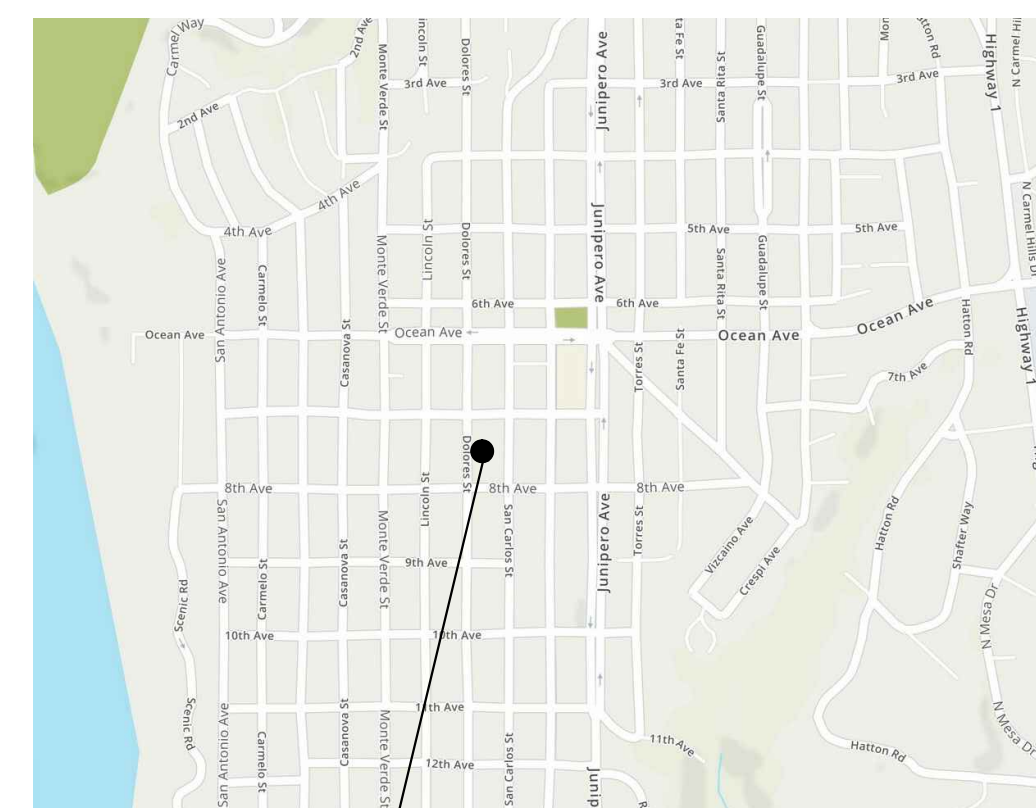 Carmel Way
2nd Ave
Lincoln St
Dolores St
Monte Verde St
3rd Ave
Junipero Ave
Santa Rita St
Guadalupe St
3rd Ave
3rd Ave
Highway 1
2nd Ave
4th Ave
4th Ave
N Carmel Hills Dr
Junipero Ave
Lincoln St
Dolores St
5th Ave
5th Ave
San Antonio Ave
Carmelo St
Monte Verde St
Santa Rita St
Guadalupe St
6th Ave
6th Ave
Ocean Ave
Ocean Ave
Ocean Ave
Ocean Ave
Hatton Rd
Highway 1
Casanova St
Torres St
Santa Fe St
7th Ave
Dolores St
8th Ave
8th Ave
8th Ave
Lincoln St
San Antonio Ave
Monte Verde St
San Carlos St
Junipero Ave
Torres St
Vizcaino Ave
Crespi Ave
Hatton Rd
Shafter Way
9th Ave
Casanova St
Carmelo St
Scenic Rd
N Mesa Dr
10th Ave
10th Ave
Scenic Rd
San Antonio Ave
Carmelo St
Casanova St
Monte Verde St
11th Ave
11th Ave
12th Ave
San Carlos St
Hatton Rd
N Mesa Dr